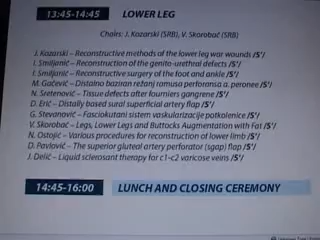 13:45-14:45 LOWER LEG
Chairs: J. Kazarski (SRB), V. Skorobač (SRB)
J. Kazarski – Reconstructive methods of the lower leg war wounds /5'/
I. Smiljanić – Reconstruction of the genito-urethral defects /5'/
I. Smiljanić – Reconstructive surgery of the foot and ankle /5'/
M. Gačević – Distalno baziran režanj ramusa perforansa a. peronee /5'/
N. Sretenović – Tissue defects after fourniers gangrene /5'/
D. Erić – Distally based sural superficial artery flap /5'/
G. Stevanović – Fasciokutani sistem vaskularizacije potkolenice /5'/
V. Skorobač – Legs, Lower Legs and Buttocks Augmentation with Fat /5'/
N. Ostojić – Various procedures for reconstruction of lower limb /5'/
D. Pavlović – The superior gluteal artery perforator (sgap) flap /5'/
J. Delić – Liquid sclerosant therapy for c1-c2 varicose veins /5'/
14:45-16:00 LUNCH AND CLOSING CEREMONY